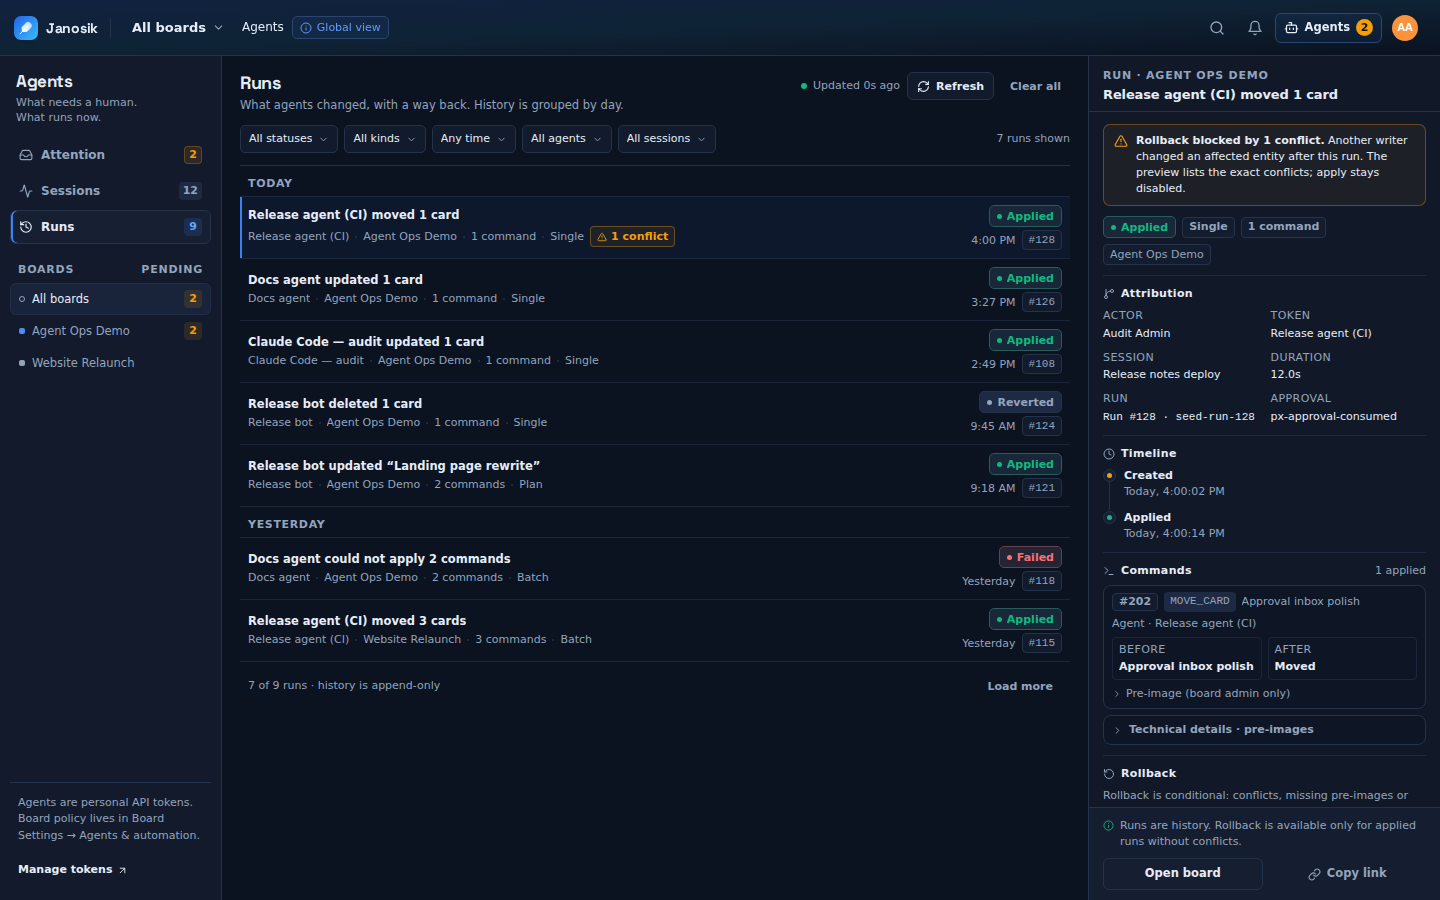 Janosik
All boards
Agents
Global view
Agents 2
AA
Agents
What needs a human.
What runs now.
Attention 2
Sessions 12
Runs 9
BOARDS PENDING
All boards 2
Agent Ops Demo 2
Website Relaunch
Agents are personal API tokens.
Board policy lives in Board
Settings → Agents & automation.
Manage tokens
Runs
What agents changed, with a way back. History is grouped by day.
Updated 0s ago
Refresh
Clear all
All statuses
All kinds
Any time
All agents
All sessions
7 runs shown
TODAY
Release agent (CI) moved 1 card
Applied
Release agent (CI) · Agent Ops Demo · 1 command · Single 1 conflict
4:00 PM #128
Docs agent updated 1 card
Applied
Docs agent · Agent Ops Demo · 1 command · Single
3:27 PM #126
Claude Code — audit updated 1 card
Applied
Claude Code — audit · Agent Ops Demo · 1 command · Single
2:49 PM #108
Release bot deleted 1 card
Reverted
Release bot · Agent Ops Demo · 1 command · Single
9:45 AM #124
Release bot updated “Landing page rewrite”
Applied
Release bot · Agent Ops Demo · 2 commands · Plan
9:18 AM #121
YESTERDAY
Docs agent could not apply 2 commands
Failed
Docs agent · Agent Ops Demo · 2 commands · Batch
Yesterday #118
Release agent (CI) moved 3 cards
Applied
Release agent (CI) · Website Relaunch · 3 commands · Batch
Yesterday #115
7 of 9 runs · history is append-only
Load more
RUN · AGENT OPS DEMO
Release agent (CI) moved 1 card
Rollback blocked by 1 conflict. Another writer
changed an affected entity after this run. The
preview lists the exact conflicts; apply stays
disabled.
Applied
Single
1 command
Agent Ops Demo
Attribution
ACTOR TOKEN
Audit Admin Release agent (CI)
SESSION DURATION
Release notes deploy 12.0s
RUN APPROVAL
Run #128 · seed-run-128 px-approval-consumed
Timeline
Created
Today, 4:00:02 PM
Applied
Today, 4:00:14 PM
Commands 1 applied
#202 MOVE_CARD Approval inbox polish
Agent · Release agent (CI)
BEFORE AFTER
Approval inbox polish Moved
Pre-image (board admin only)
Technical details · pre-images
Rollback
Rollback is conditional: conflicts, missing pre-images or
Runs are history. Rollback is available only for applied
runs without conflicts.
Open board
Copy link